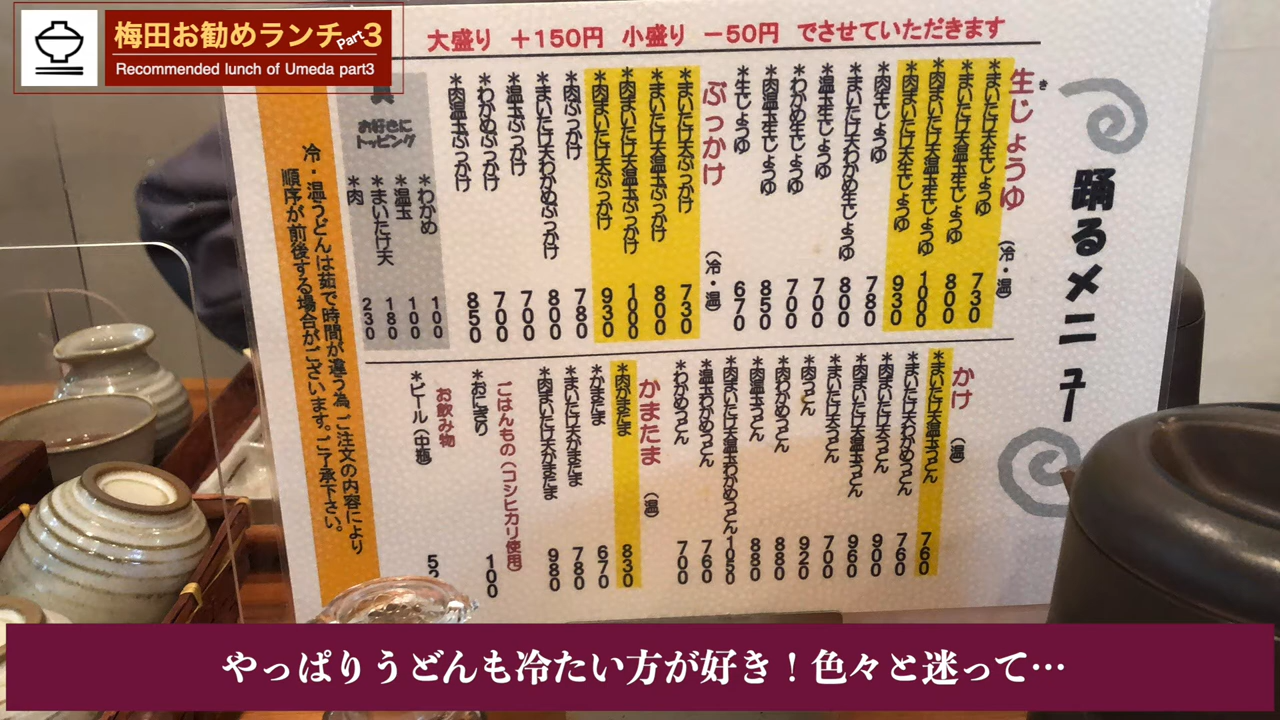 梅田お勧めランチPart3
Recommended lunch of Umeda part3
大盛り +150円 小盛り -50円 でさせていただきます
踊るメニュー
生じょうゆ（冷・温）
き
*まいたけ天生じょうゆ 730
*まいたけ天温玉生じょうゆ 800
*肉まいたけ天温玉生じょうゆ 1000
*肉まいたけ天生じょうゆ 930
*肉生じょうゆ 780
*まいたけ天わかめ生じょうゆ 800
*温玉生じょうゆ 700
*わかめ生じょうゆ 700
*肉温玉生じょうゆ 850
*生じょうゆ 670
ぶっかけ（冷・温）
*まいたけ天ぶっかけ 730
*まいたけ天温玉ぶっかけ 800
*肉まいたけ天温玉ぶっかけ 1000
*肉まいたけ天ぶっかけ 930
*肉ぶっかけ 780
*まいたけ天わかめぶっかけ 800
*温玉ぶっかけ 700
*わかめぶっかけ 700
*肉温玉ぶっかけ 850
お好きに
トッピング
*わかめ 100
*温玉 100
*まいたけ天 180
*肉 230
かけ（温）
*まいたけ天温玉うどん 760
*まいたけ天わかめうどん 760
*肉まいたけ天うどん 900
*肉まいたけ天温玉うどん 960
*まいたけ天うどん 700
*肉うどん 920
*肉わかめうどん 880
*肉温玉うどん 880
*肉まいたけ天温玉わかめうどん 1050
*温玉わかめうどん 760
*わかめうどん 700
かまたま（温）
*肉かまたま 830
*かまたま 670
*まいたけ天かまたま 780
*肉まいたけ天かまたま 980
ごはんもの（コシヒカリ使用）
*おにぎり 100
お飲み物
*ビール（中瓶）
冷・温うどんは茹で時間が違う為、ご注文の内容により
順序が前後する場合がございます。ご了承下さい。
やっぱりうどんも冷たい方が好き！色々と迷って…